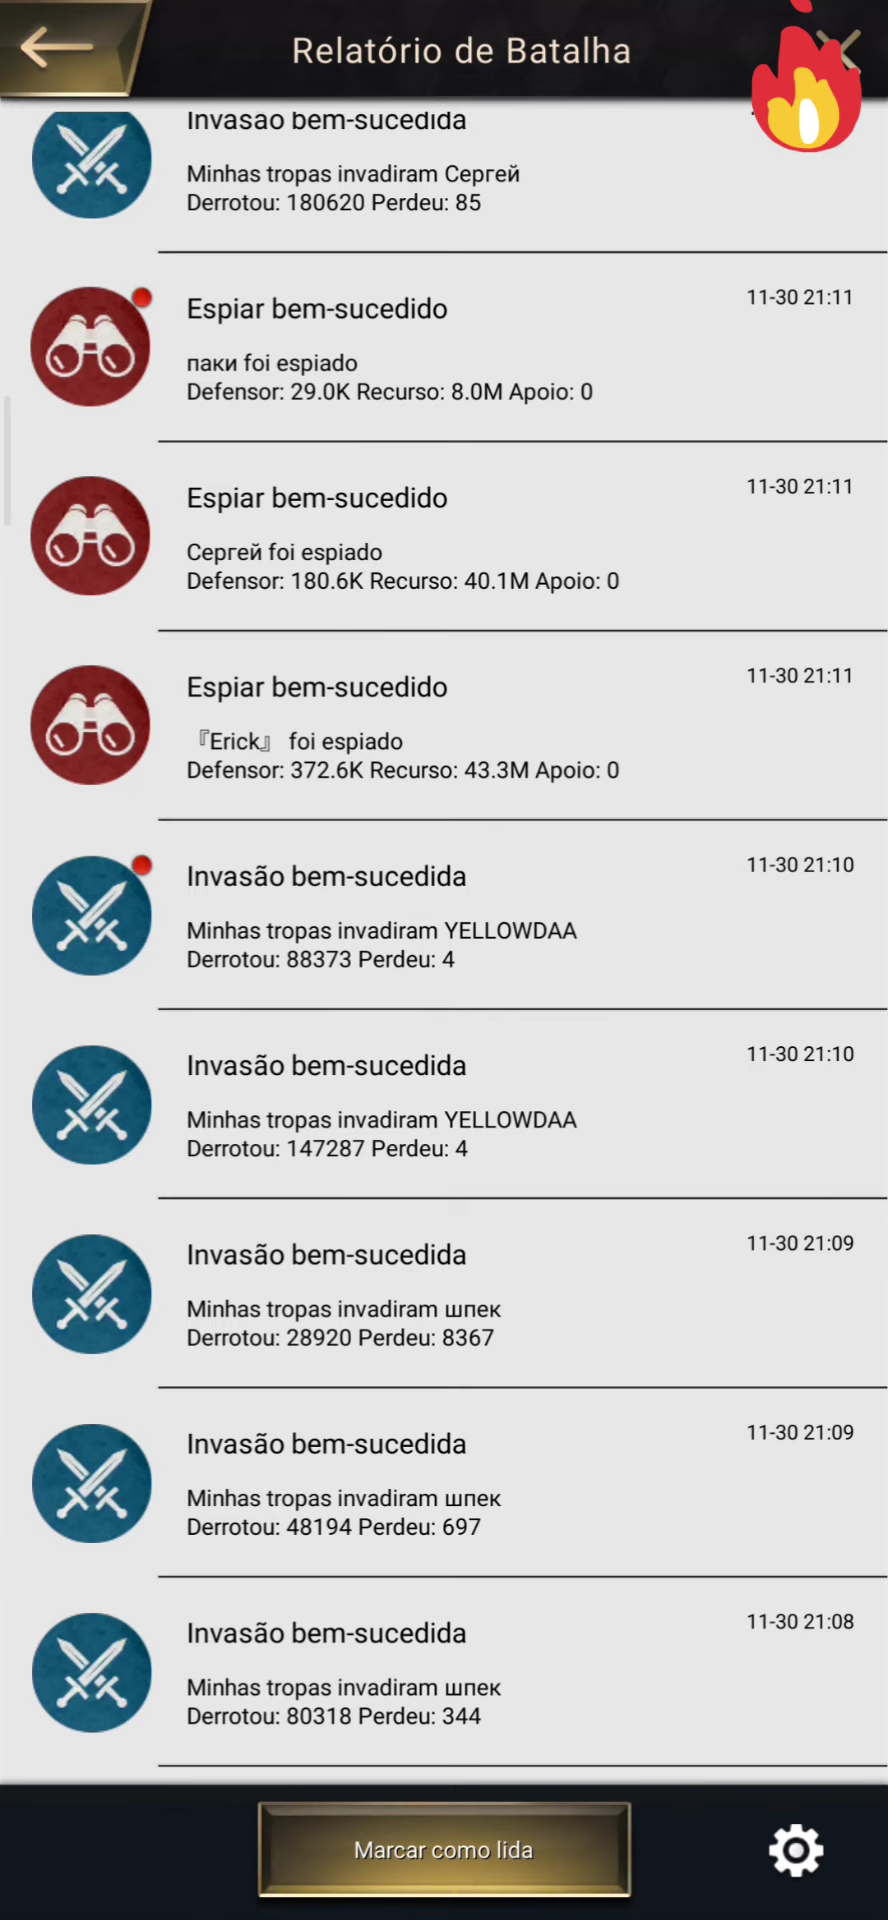 Relatório de Batalha
Invasão bem-sucedida
Minhas tropas invadiram Сергей
Derrotou: 180620 Perdeu: 85
Espiar bem-sucedido
11-30 21:11
паки foi espiado
Defensor: 29.0K Recurso: 8.0M Apoio: 0
Espiar bem-sucedido
11-30 21:11
Сергей foi espiado
Defensor: 180.6K Recurso: 40.1M Apoio: 0
Espiar bem-sucedido
11-30 21:11
『Erick』 foi espiado
Defensor: 372.6K Recurso: 43.3M Apoio: 0
Invasão bem-sucedida
11-30 21:10
Minhas tropas invadiram YELLOWDAA
Derrotou: 88373 Perdeu: 4
Invasão bem-sucedida
11-30 21:10
Minhas tropas invadiram YELLOWDAA
Derrotou: 147287 Perdeu: 4
Invasão bem-sucedida
11-30 21:09
Minhas tropas invadiram шпек
Derrotou: 28920 Perdeu: 8367
Invasão bem-sucedida
11-30 21:09
Minhas tropas invadiram шпек
Derrotou: 48194 Perdeu: 697
Invasão bem-sucedida
11-30 21:08
Minhas tropas invadiram шпек
Derrotou: 80318 Perdeu: 344
Marcar como lida